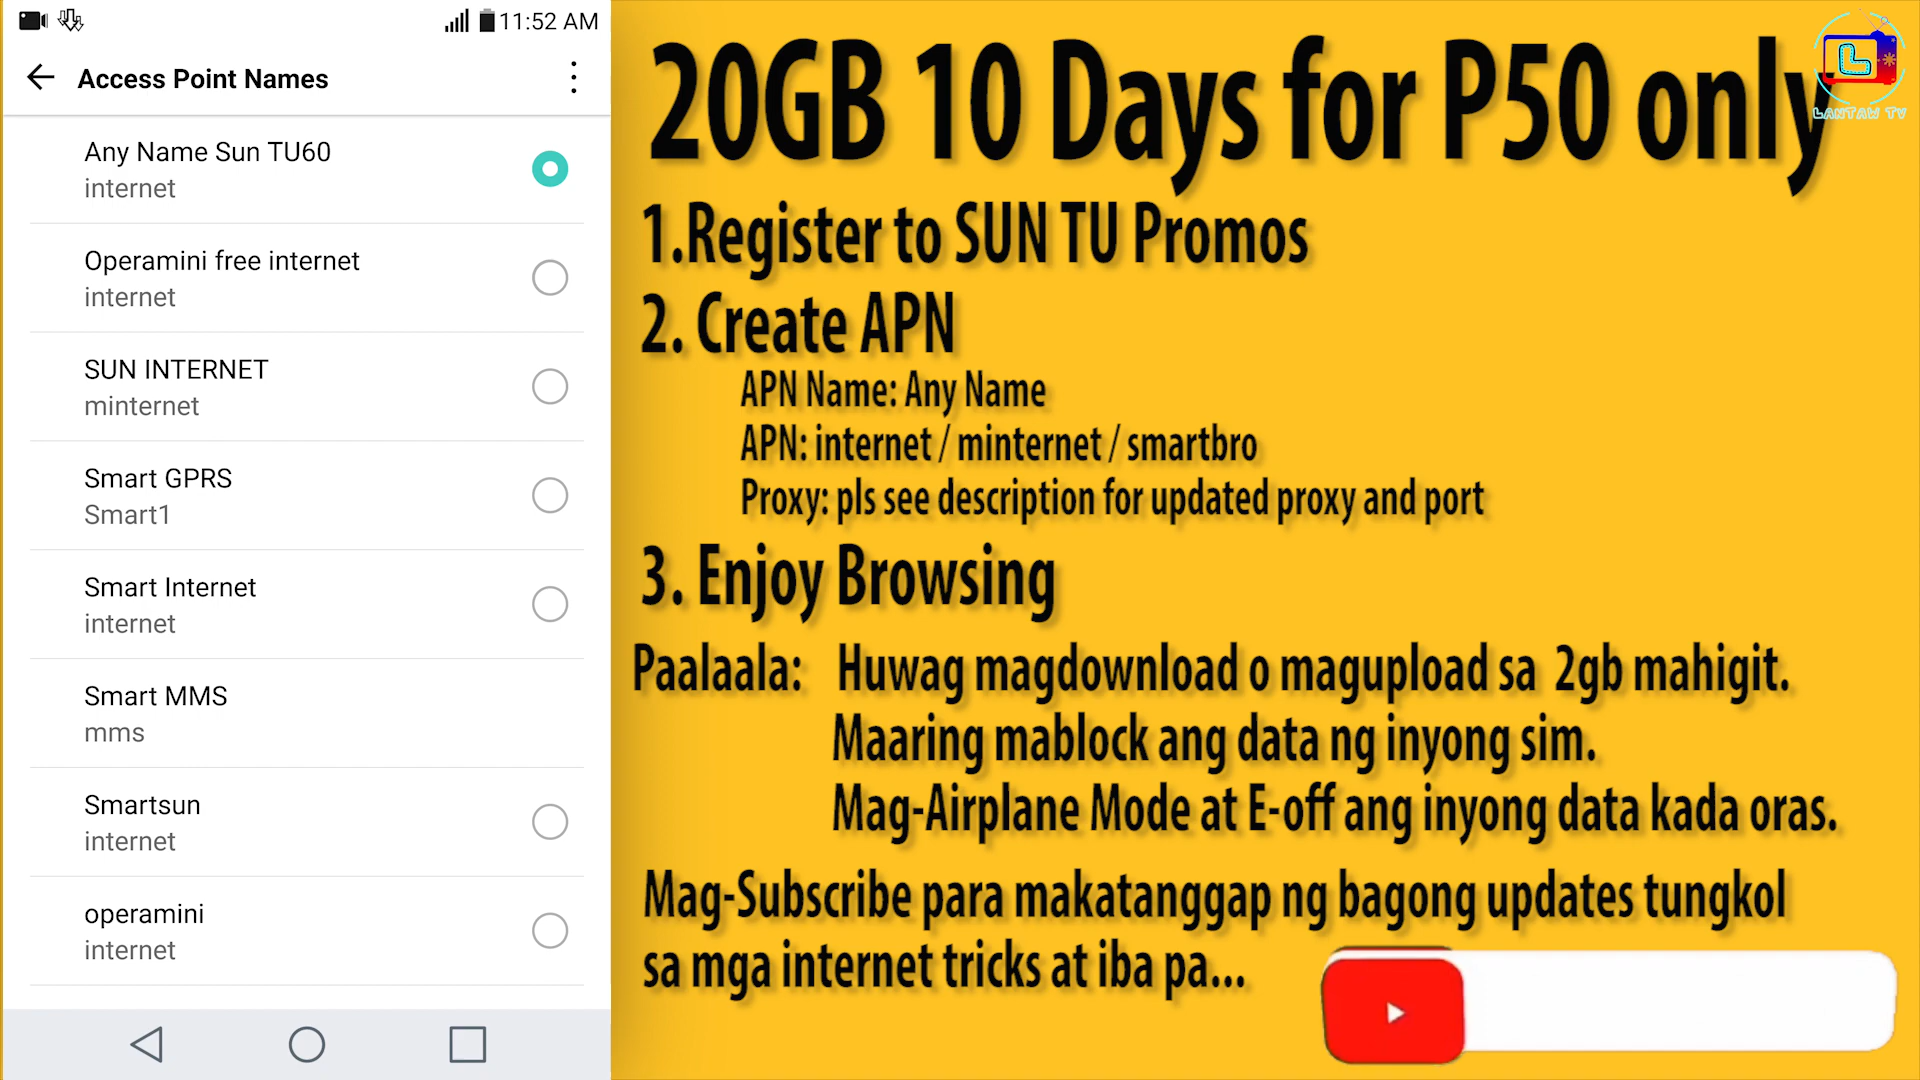 11:52 AM
Access Point Names
Any Name Sun TU60
internet
Operamini free internet
internet
SUN INTERNET
minternet
Smart GPRS
Smart1
Smart Internet
internet
Smart MMS
mms
Smartsun
internet
operamini
internet
20GB 10 Days for P50 only
L
LANTAW TV
1.Register to SUN TU Promos
2. Create APN
APN Name: Any Name
APN: internet / minternet / smartbro
Proxy: pls see description for updated proxy and port
3. Enjoy Browsing
Paalaala: Huwag magdownload o magupload sa 2gb mahigit.
Maaring mablock ang data ng inyong sim.
Mag-Airplane Mode at E-off ang inyong data kada oras.
Mag-Subscribe para makatanggap ng bagong updates tungkol
sa mga internet tricks at iba pa...